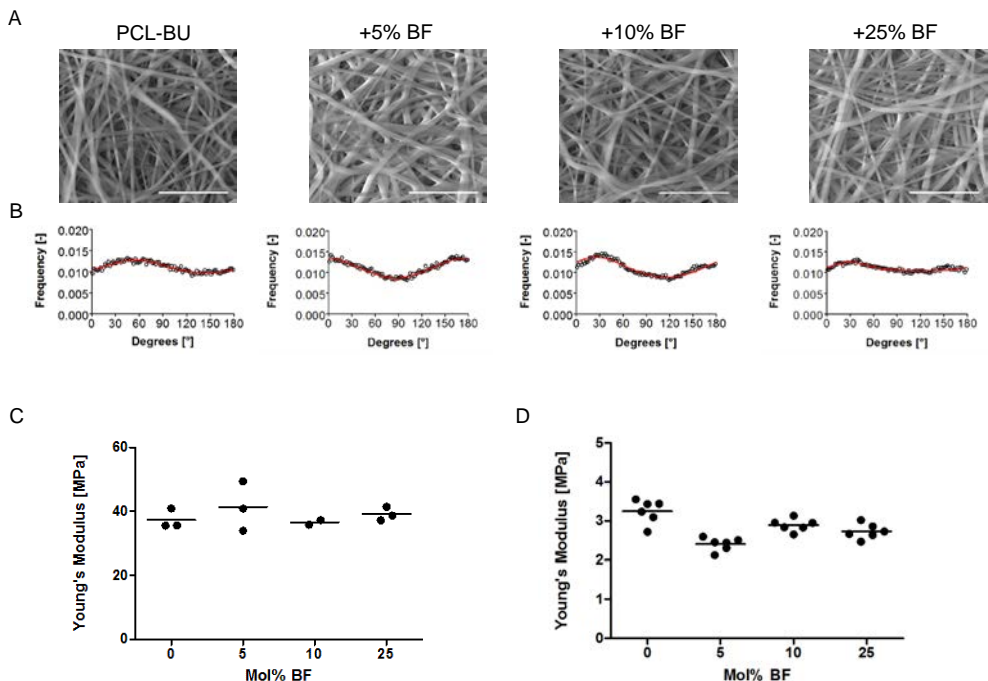 A
PCL-BU +5% BF +10% BF +25% BF
B
Frequency [-] 0.020 0.015 0.010 0.005 0.000
0 30 60 90 120 150 180
Degrees [°]
Frequency [-] 0.020 0.015 0.010 0.005 0.000
0 30 60 90 120 150 180
Degrees [°]
Frequency [-] 0.020 0.015 0.010 0.005 0.000
0 30 60 90 120 150 180
Degrees [°]
Frequency [-] 0.020 0.015 0.010 0.005 0.000
0 30 60 90 120 150 180
Degrees [°]
C
Young's Modulus [MPa]
60
40
20
0
0 5 10 25
Mol% BF
D
Young's Modulus [MPa]
5
4
3
2
1
0
0 5 10 25
Mol% BF